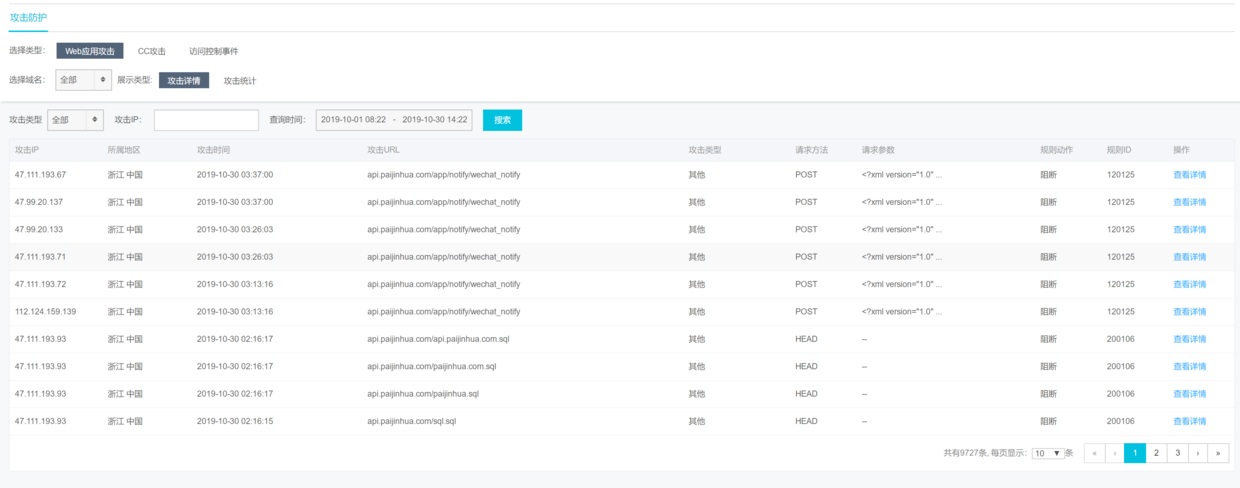 攻击防护
选择类型: Web应用攻击 CC攻击 访问控制事件
选择域名: 全部 展示类型: 攻击详情 攻击统计
攻击类型 全部 攻击IP: 查询时间: 2019-10-01 08:22 - 2019-10-30 14:22 搜索
攻击IP 所属地区 攻击时间 攻击URL 攻击类型 请求方法 请求参数 规则动作 规则ID 操作
47.111.193.67 浙江 中国 2019-10-30 03:37:00 api.paijinhua.com/app/notify/wechat_notify 其他 POST <?xml version="1.0" ... 阻断 120125 查看详情
47.99.20.137 浙江 中国 2019-10-30 03:37:00 api.paijinhua.com/app/notify/wechat_notify 其他 POST <?xml version="1.0" ... 阻断 120125 查看详情
47.99.20.133 浙江 中国 2019-10-30 03:26:03 api.paijinhua.com/app/notify/wechat_notify 其他 POST <?xml version="1.0" ... 阻断 120125 查看详情
47.111.193.71 浙江 中国 2019-10-30 03:26:03 api.paijinhua.com/app/notify/wechat_notify 其他 POST <?xml version="1.0" ... 阻断 120125 查看详情
47.111.193.72 浙江 中国 2019-10-30 03:13:16 api.paijinhua.com/app/notify/wechat_notify 其他 POST <?xml version="1.0" ... 阻断 120125 查看详情
112.124.159.139 浙江 中国 2019-10-30 03:13:16 api.paijinhua.com/app/notify/wechat_notify 其他 POST <?xml version="1.0" ... 阻断 120125 查看详情
47.111.193.93 浙江 中国 2019-10-30 02:16:17 api.paijinhua.com/api.paijinhua.com.sql 其他 HEAD -- 阻断 200106 查看详情
47.111.193.93 浙江 中国 2019-10-30 02:16:17 api.paijinhua.com/paijinhua.com.sql 其他 HEAD -- 阻断 200106 查看详情
47.111.193.93 浙江 中国 2019-10-30 02:16:17 api.paijinhua.com/paijinhua.sql 其他 HEAD -- 阻断 200106 查看详情
47.111.193.93 浙江 中国 2019-10-30 02:16:15 api.paijinhua.com/sql.sql 其他 HEAD -- 阻断 200106 查看详情
共有9727条, 每页显示: 10 ▼ 条 « ‹ 1 2 3 › »